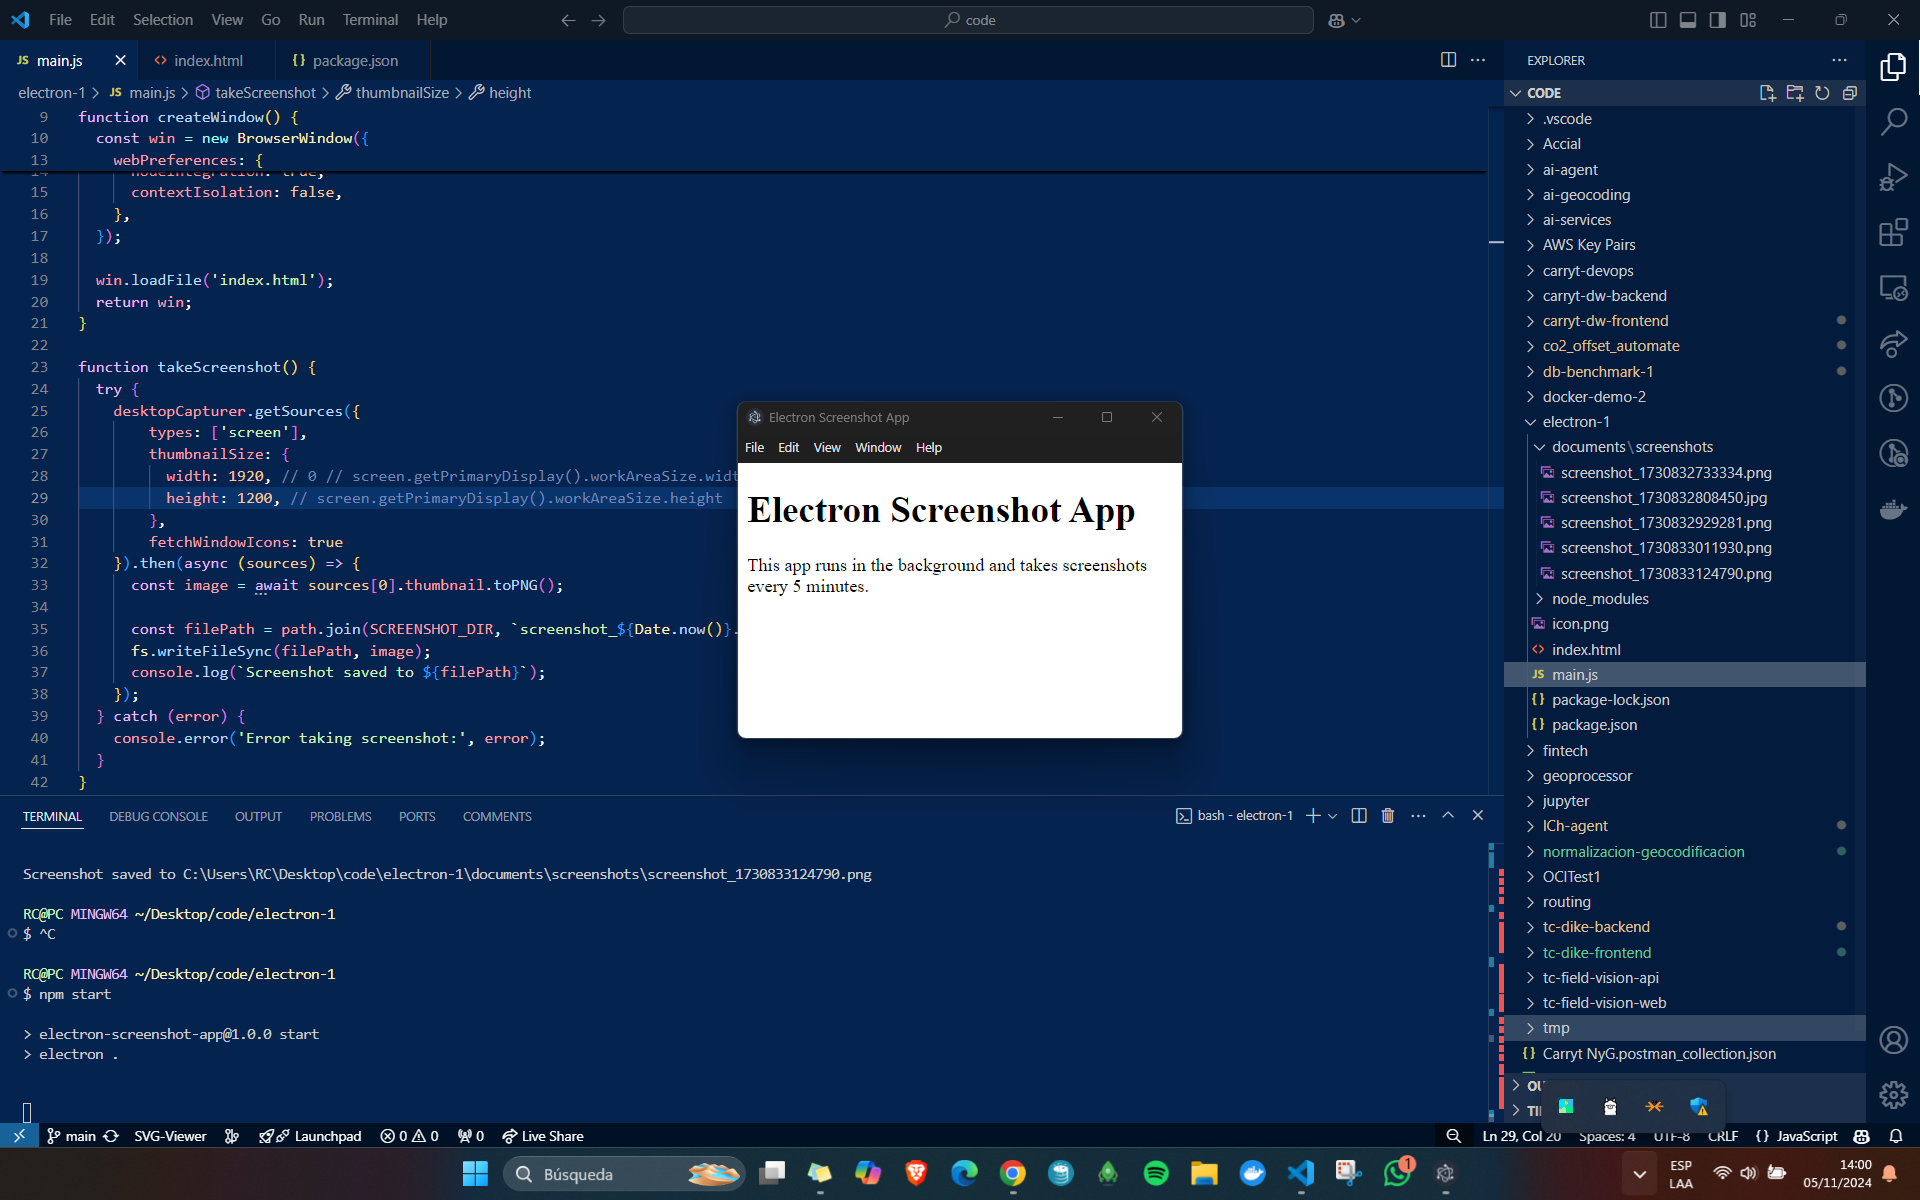 File Edit Selection View Go Run Terminal Help
code
JS main.js
<> index.html
{} package.json
electron-1 > JS main.js > takeScreenshot > thumbnailSize > height
9 function createWindow() {
10 const win = new BrowserWindow({
13 webPreferences: {
14 nodeIntegration: true,
15 contextIsolation: false,
16 },
17 });
18
19 win.loadFile('index.html');
20 return win;
21 }
22
23 function takeScreenshot() {
24 try {
25 desktopCapturer.getSources({
26 types: ['screen'],
27 thumbnailSize: {
28 width: 1920, // 0 // screen.getPrimaryDisplay().workAreaSize.widt
29 height: 1200, // screen.getPrimaryDisplay().workAreaSize.height
30 },
31 fetchWindowIcons: true
32 }).then(async (sources) => {
33 const image = await sources[0].thumbnail.toPNG();
34
35 const filePath = path.join(SCREENSHOT_DIR, `screenshot_${Date.now()}.
36 fs.writeFileSync(filePath, image);
37 console.log(`Screenshot saved to ${filePath}`);
38 });
39 } catch (error) {
40 console.error('Error taking screenshot:', error);
41 }
42 }
Electron Screenshot App
File Edit View Window Help
Electron Screenshot App
This app runs in the background and takes screenshots
every 5 minutes.
TERMINAL DEBUG CONSOLE OUTPUT PROBLEMS PORTS COMMENTS
bash - electron-1
Screenshot saved to C:\Users\RC\Desktop\code\electron-1\documents\screenshots\screenshot_1730833124790.png
RC@PC MINGW64 ~/Desktop/code/electron-1
$ ^C
RC@PC MINGW64 ~/Desktop/code/electron-1
$ npm start
> electron-screenshot-app@1.0.0 start
> electron .
EXPLORER
CODE
.vscode
Accial
ai-agent
ai-geocoding
ai-services
AWS Key Pairs
carryt-devops
carryt-dw-backend
carryt-dw-frontend
co2_offset_automate
db-benchmark-1
docker-demo-2
electron-1
documents\screenshots
screenshot_1730832733334.png
screenshot_1730832808450.jpg
screenshot_1730832929281.png
screenshot_1730833011930.png
screenshot_1730833124790.png
node_modules
icon.png
<> index.html
JS main.js
{} package-lock.json
{} package.json
fintech
geoprocessor
jupyter
ICh-agent
normalizacion-geocodificacion
OCITest1
routing
tc-dike-backend
tc-dike-frontend
tc-field-vision-api
tc-field-vision-web
tmp
{} Carryt NyG.postman_collection.json
OU
TI
main SVG-Viewer Launchpad 0 0 0 Live Share
Ln 29, Col 20 Spaces: 4 UTF-8 CRLF {} JavaScript
Búsqueda
1
ESP
LAA
14:00
05/11/2024